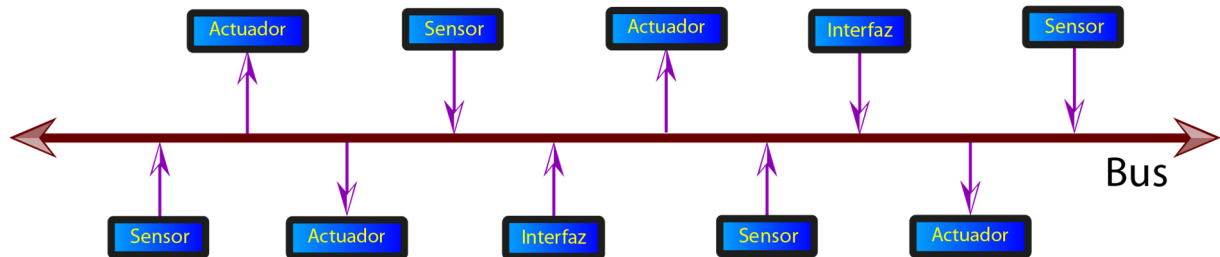 Actuador
Sensor
Actuador
Interfaz
Sensor
Bus
Sensor
Actuador
Interfaz
Sensor
Actuador